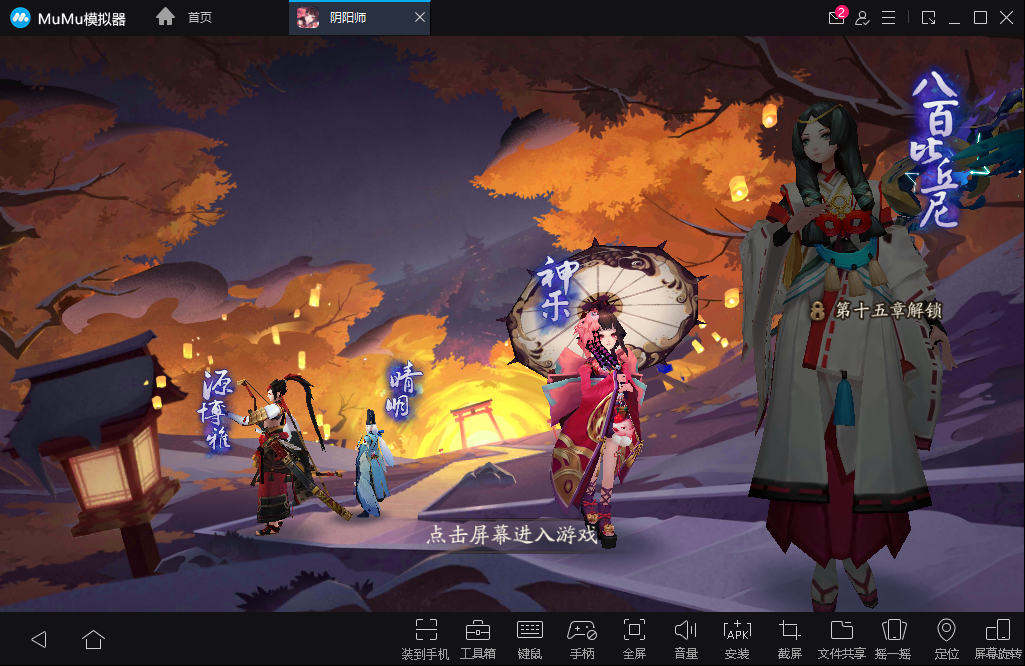 MuMu模拟器
首页
阴阳师
2
八百比丘尼
神乐
第十五章解锁
源博雅
晴明
点击屏幕进入游戏
装到手机
工具箱
键鼠
手柄
全屏
音量
APK
安装
截屏
文件共享
摇一摇
定位
屏幕旋转